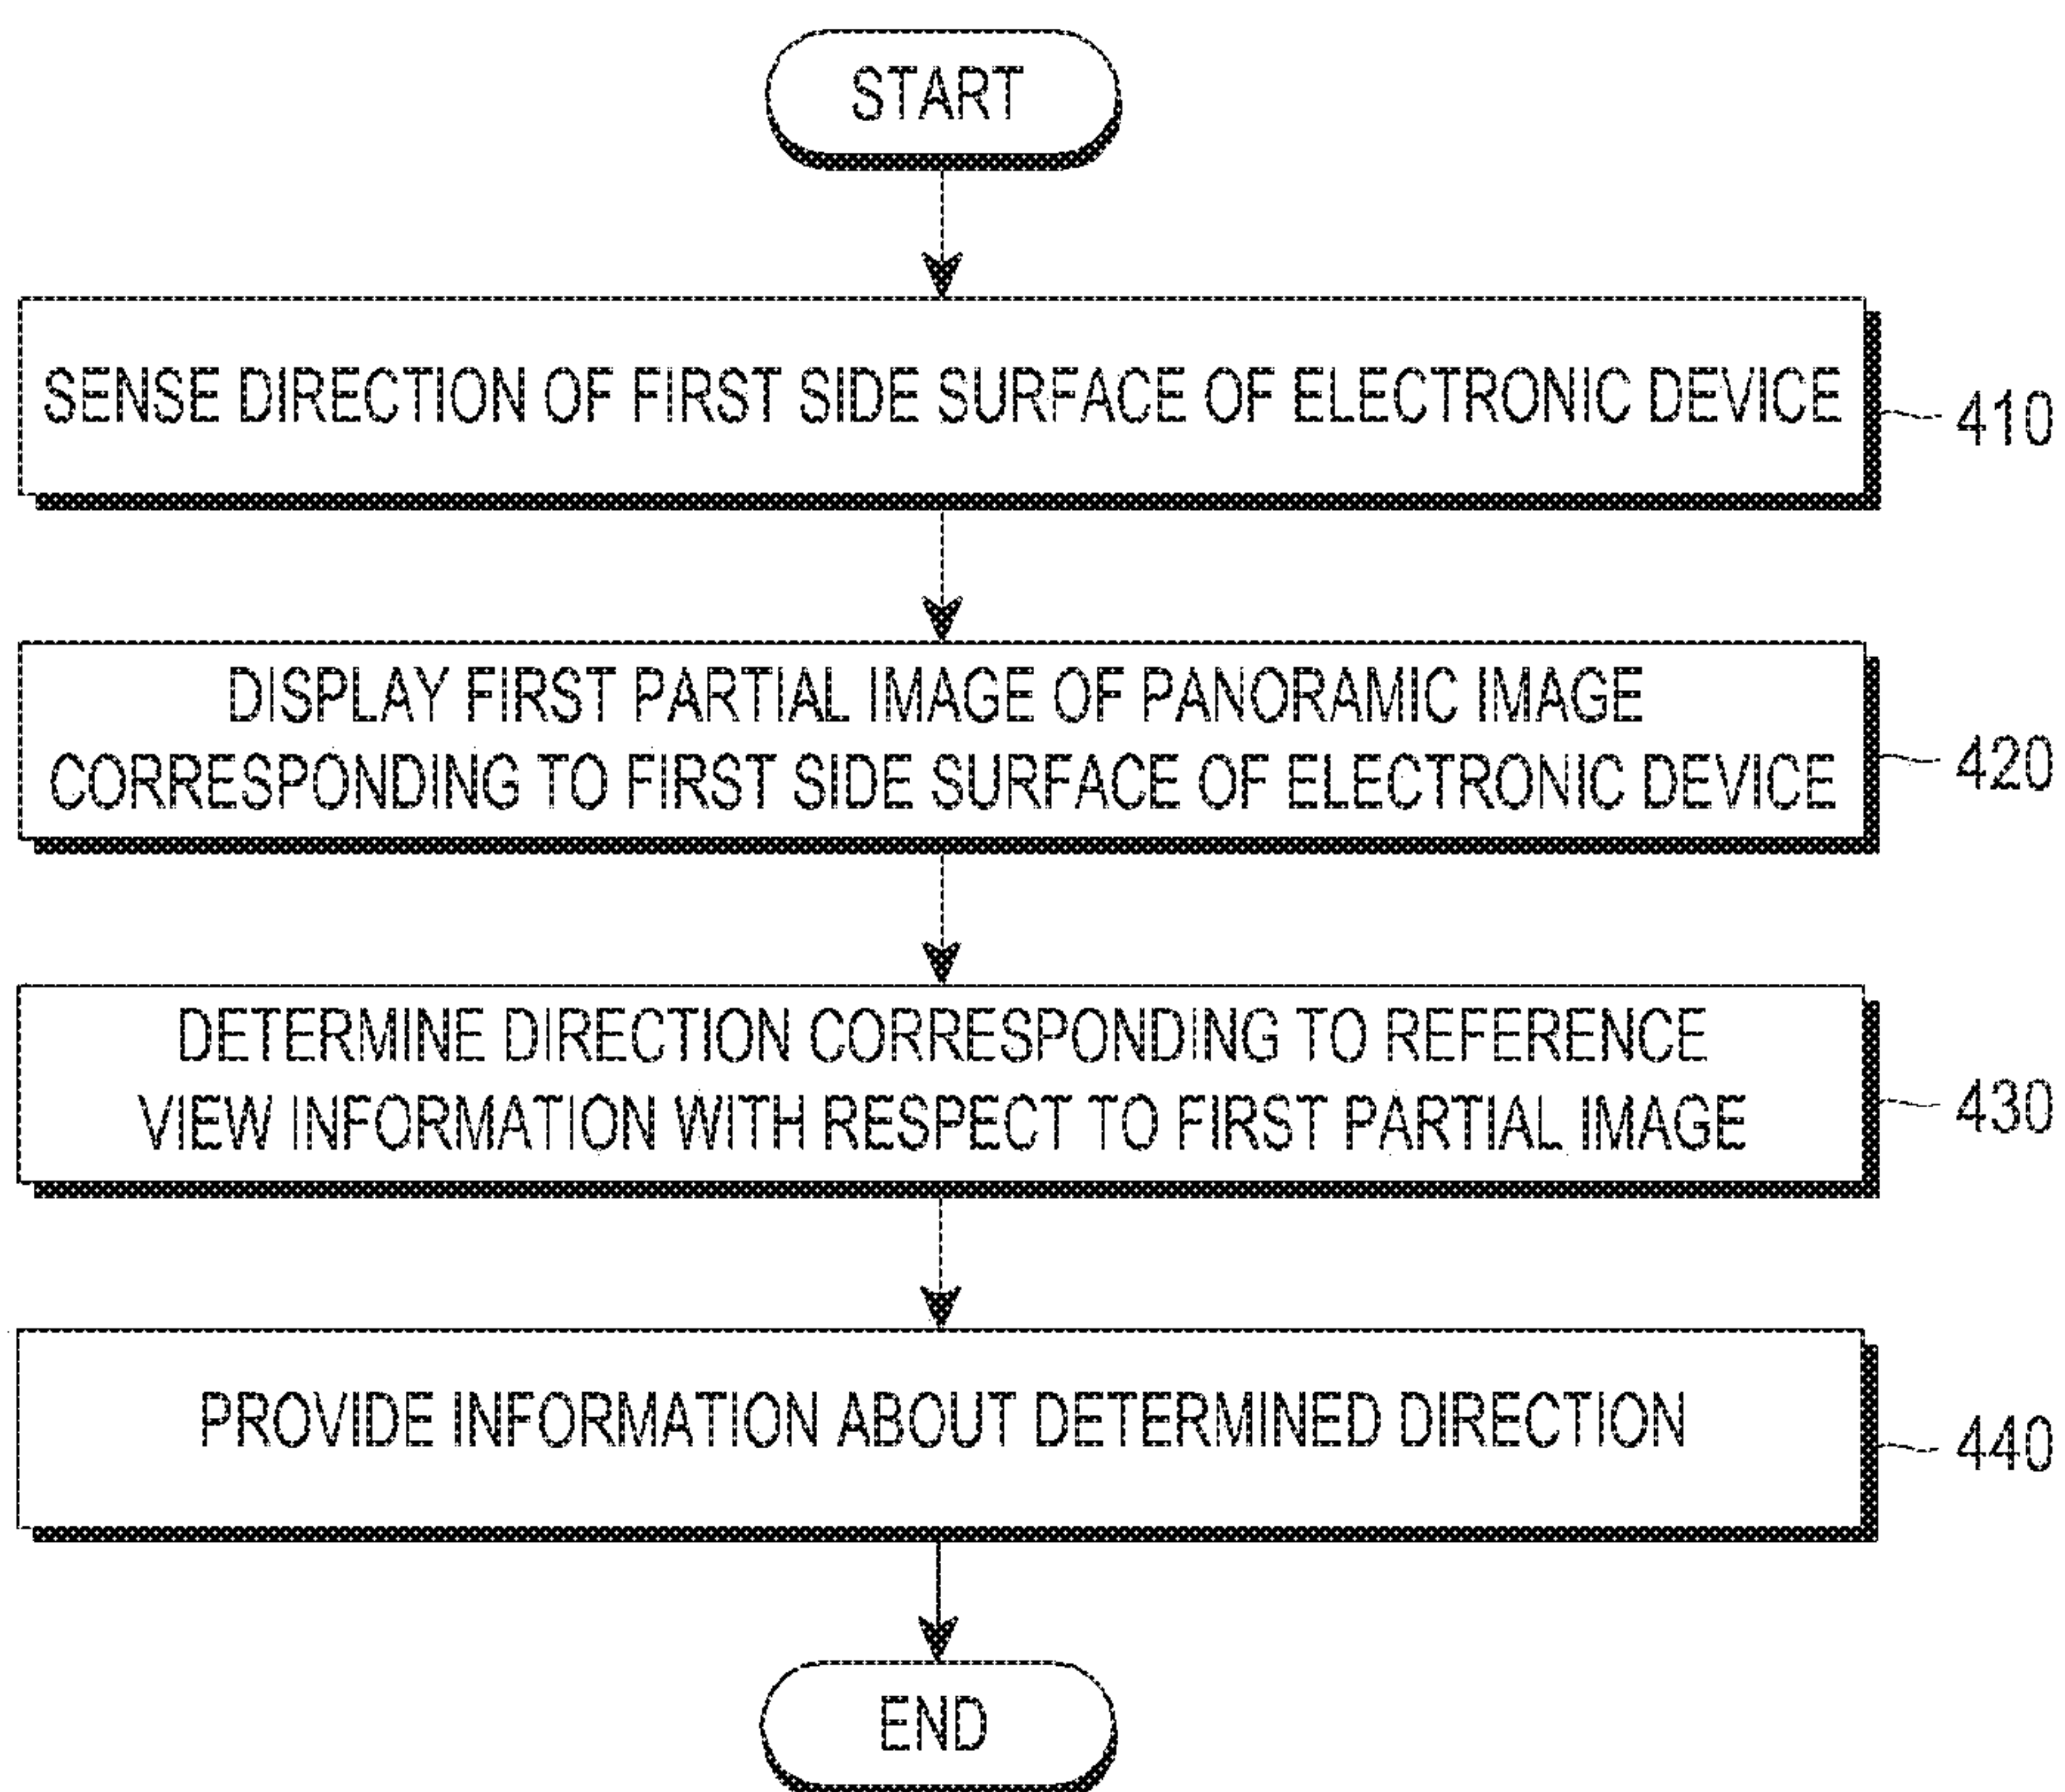 START
SENSE DIRECTION OF FIRST SIDE SURFACE OF ELECTRONIC DEVICE
410
DISPLAY FIRST PARTIAL IMAGE OF PANORAMIC IMAGE
CORRESPONDING TO FIRST SIDE SURFACE OF ELECTRONIC DEVICE
420
DETERMINE DIRECTION CORRESPONDING TO REFERENCE
VIEW INFORMATION WITH RESPECT TO FIRST PARTIAL IMAGE
430
PROVIDE INFORMATION ABOUT DETERMINED DIRECTION
440
END